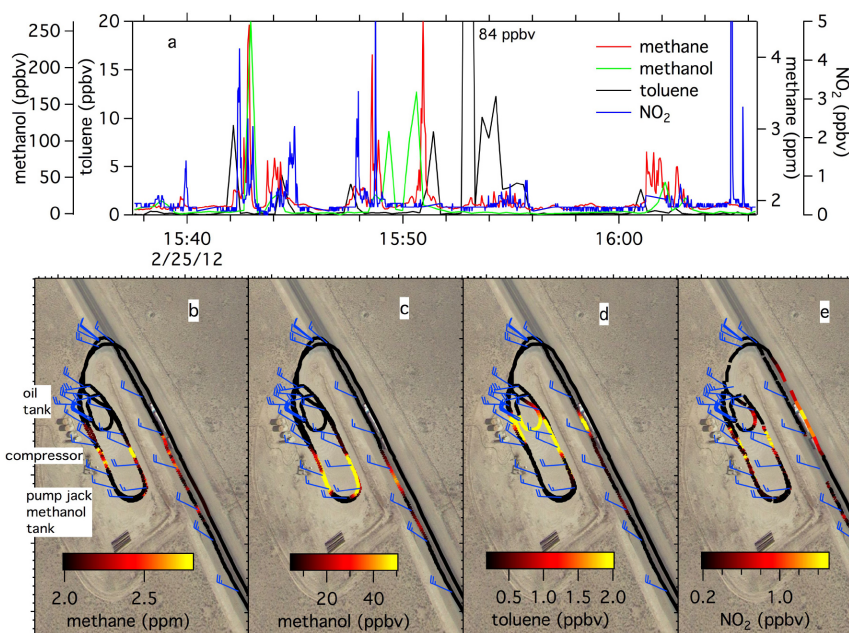 a
84 ppbv
methane
methanol
toluene
NO2
methanol (ppbv)
250
200
150
100
50
0
toluene (ppbv)
20
15
10
5
0
methane (ppm)
4
3
2
NO2 (ppbv)
5
4
3
2
1
0
15:40
15:50
16:00
2/25/12
b
c
d
e
oil
tank
compressor
pump jack
methanol
tank
2.0
2.5
methane (ppm)
20
40
methanol (ppbv)
0.5
1.0
1.5
2.0
toluene (ppbv)
0.2
1.0
NO2 (ppbv)